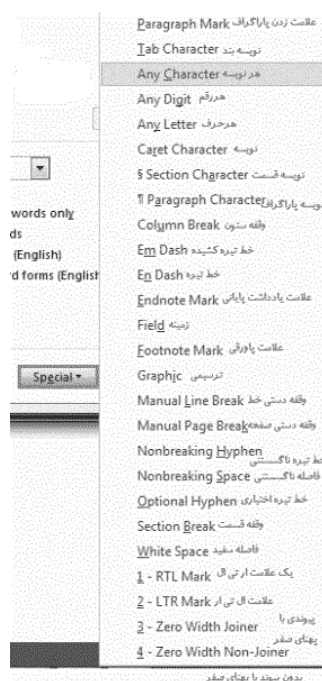 Paragraph Mark علامت زدن پاراگراف
Tab Character نویسه بند
Any Character هر نویسه
Any Digit هررقم
Any Letter هرحرف
Caret Character نویسه
§ Section Character نویسه قسمت
¶ Paragraph Character نویسه پاراگراف
Column Break وقفه ستون
Em Dash خط تیره کشیده
En Dash خط تیره
Endnote Mark علامت یادداشت پایانی
Field زمینه
Footnote Mark علامت پاورقی
Graphic ترسیمی
Manual Line Break وقفه دستی خط
Manual Page Break وقفه دستی صفحه
Nonbreaking Hyphen خط تیره ناگسستنی
Nonbreaking Space فاصله ناگسستنی
Optional Hyphen خط تیره اختیاری
Section Break وقفه قسمت
White Space فاصله سفید
1 - RTL Mark یک علامت ار تی ال
2 - LTR Mark علامت ال تی ار
3 - Zero Width Joiner پیوندی با پهنای صفر
4 - Zero Width Non-Joiner
بدون پیوند با پهنای صفر
words only
ds
(English)
d forms (English
Special